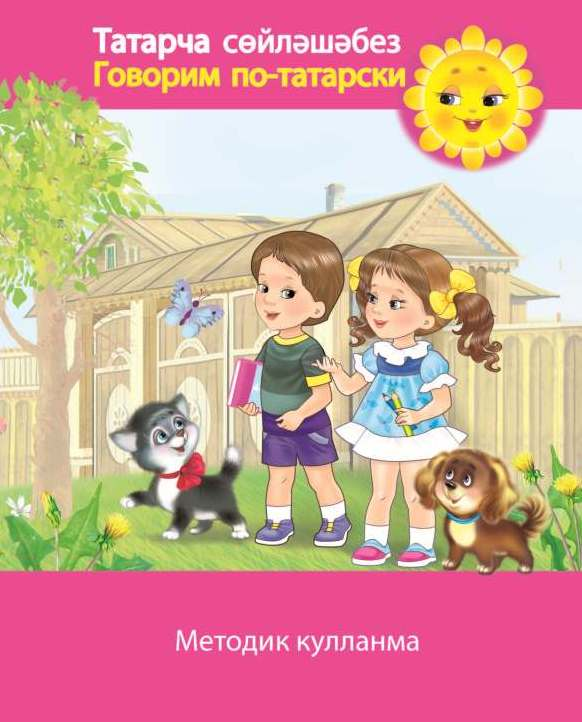 Татарча сөйләшәбез
Говорим по-татарски
Методик кулланма